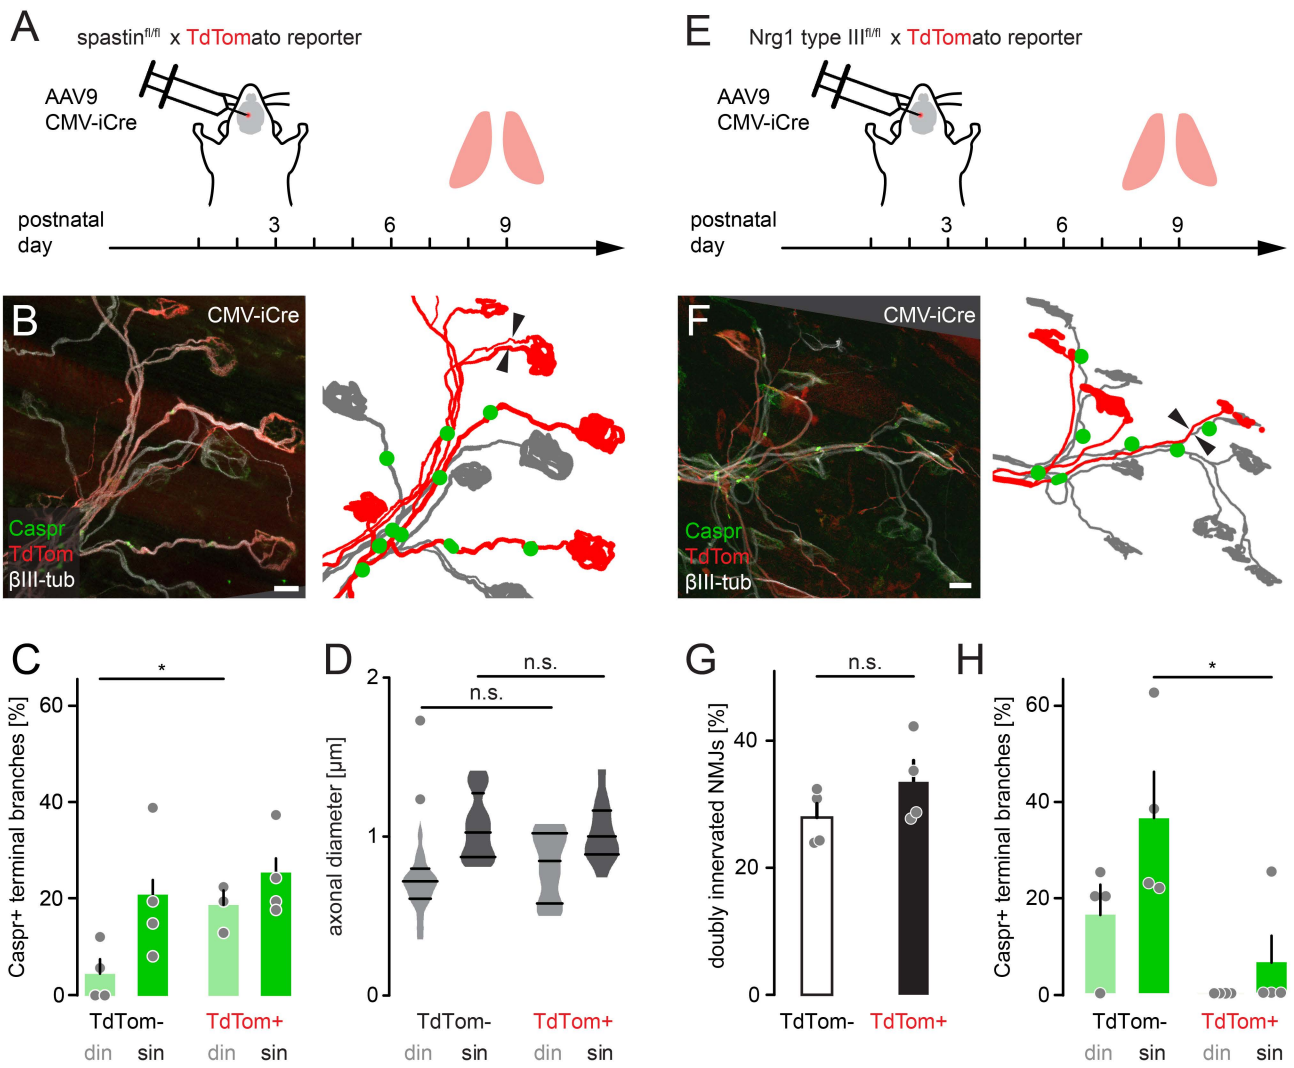 A
spastinfl/fl x TdTomato reporter
AAV9
CMV-iCre
postnatal
day
3
6
9
E
Nrg1 type IIIfl/fl x TdTomato reporter
AAV9
CMV-iCre
postnatal
day
3
6
9
B
CMV-iCre
Caspr
TdTom
βIII-tub
F
CMV-iCre
Caspr
TdTom
βIII-tub
C
Caspr+ terminal branches [%]
60
40
20
0
*
TdTom-
TdTom+
din
sin
din
sin
D
axonal diameter [µm]
2
1
0
n.s.
n.s.
TdTom-
TdTom+
din
sin
din
sin
G
doubly innervated NMJs [%]
40
20
0
n.s.
TdTom-
TdTom+
H
Caspr+ terminal branches [%]
60
40
20
0
*
TdTom-
TdTom+
din
sin
din
sin